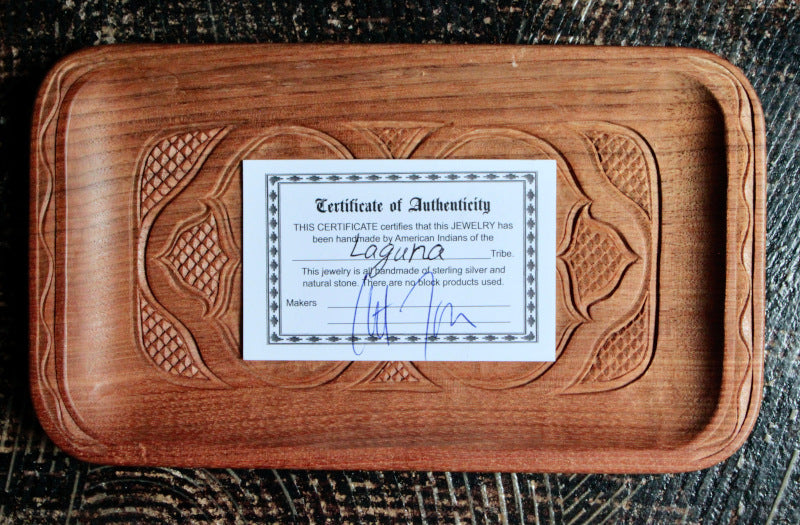 Certificate of Authenticity
THIS CERTIFICATE certifies that this JEWELRY has
been handmade by American Indians of the
Laguna Tribe.
This jewelry is all handmade of sterling silver and
natural stone. There are no block products used.
Makers